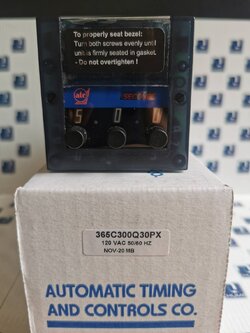 To properly seat bezel:
Turn both screws evenly until
unit is firmly seated in gasket.
- Do not overtighten !
atc
SEC
5 0 0
365C300Q30PX
120 VAC 50/60 HZ
NOV-20 MB
AUTOMATIC TIMING
AND CONTROLS CO.